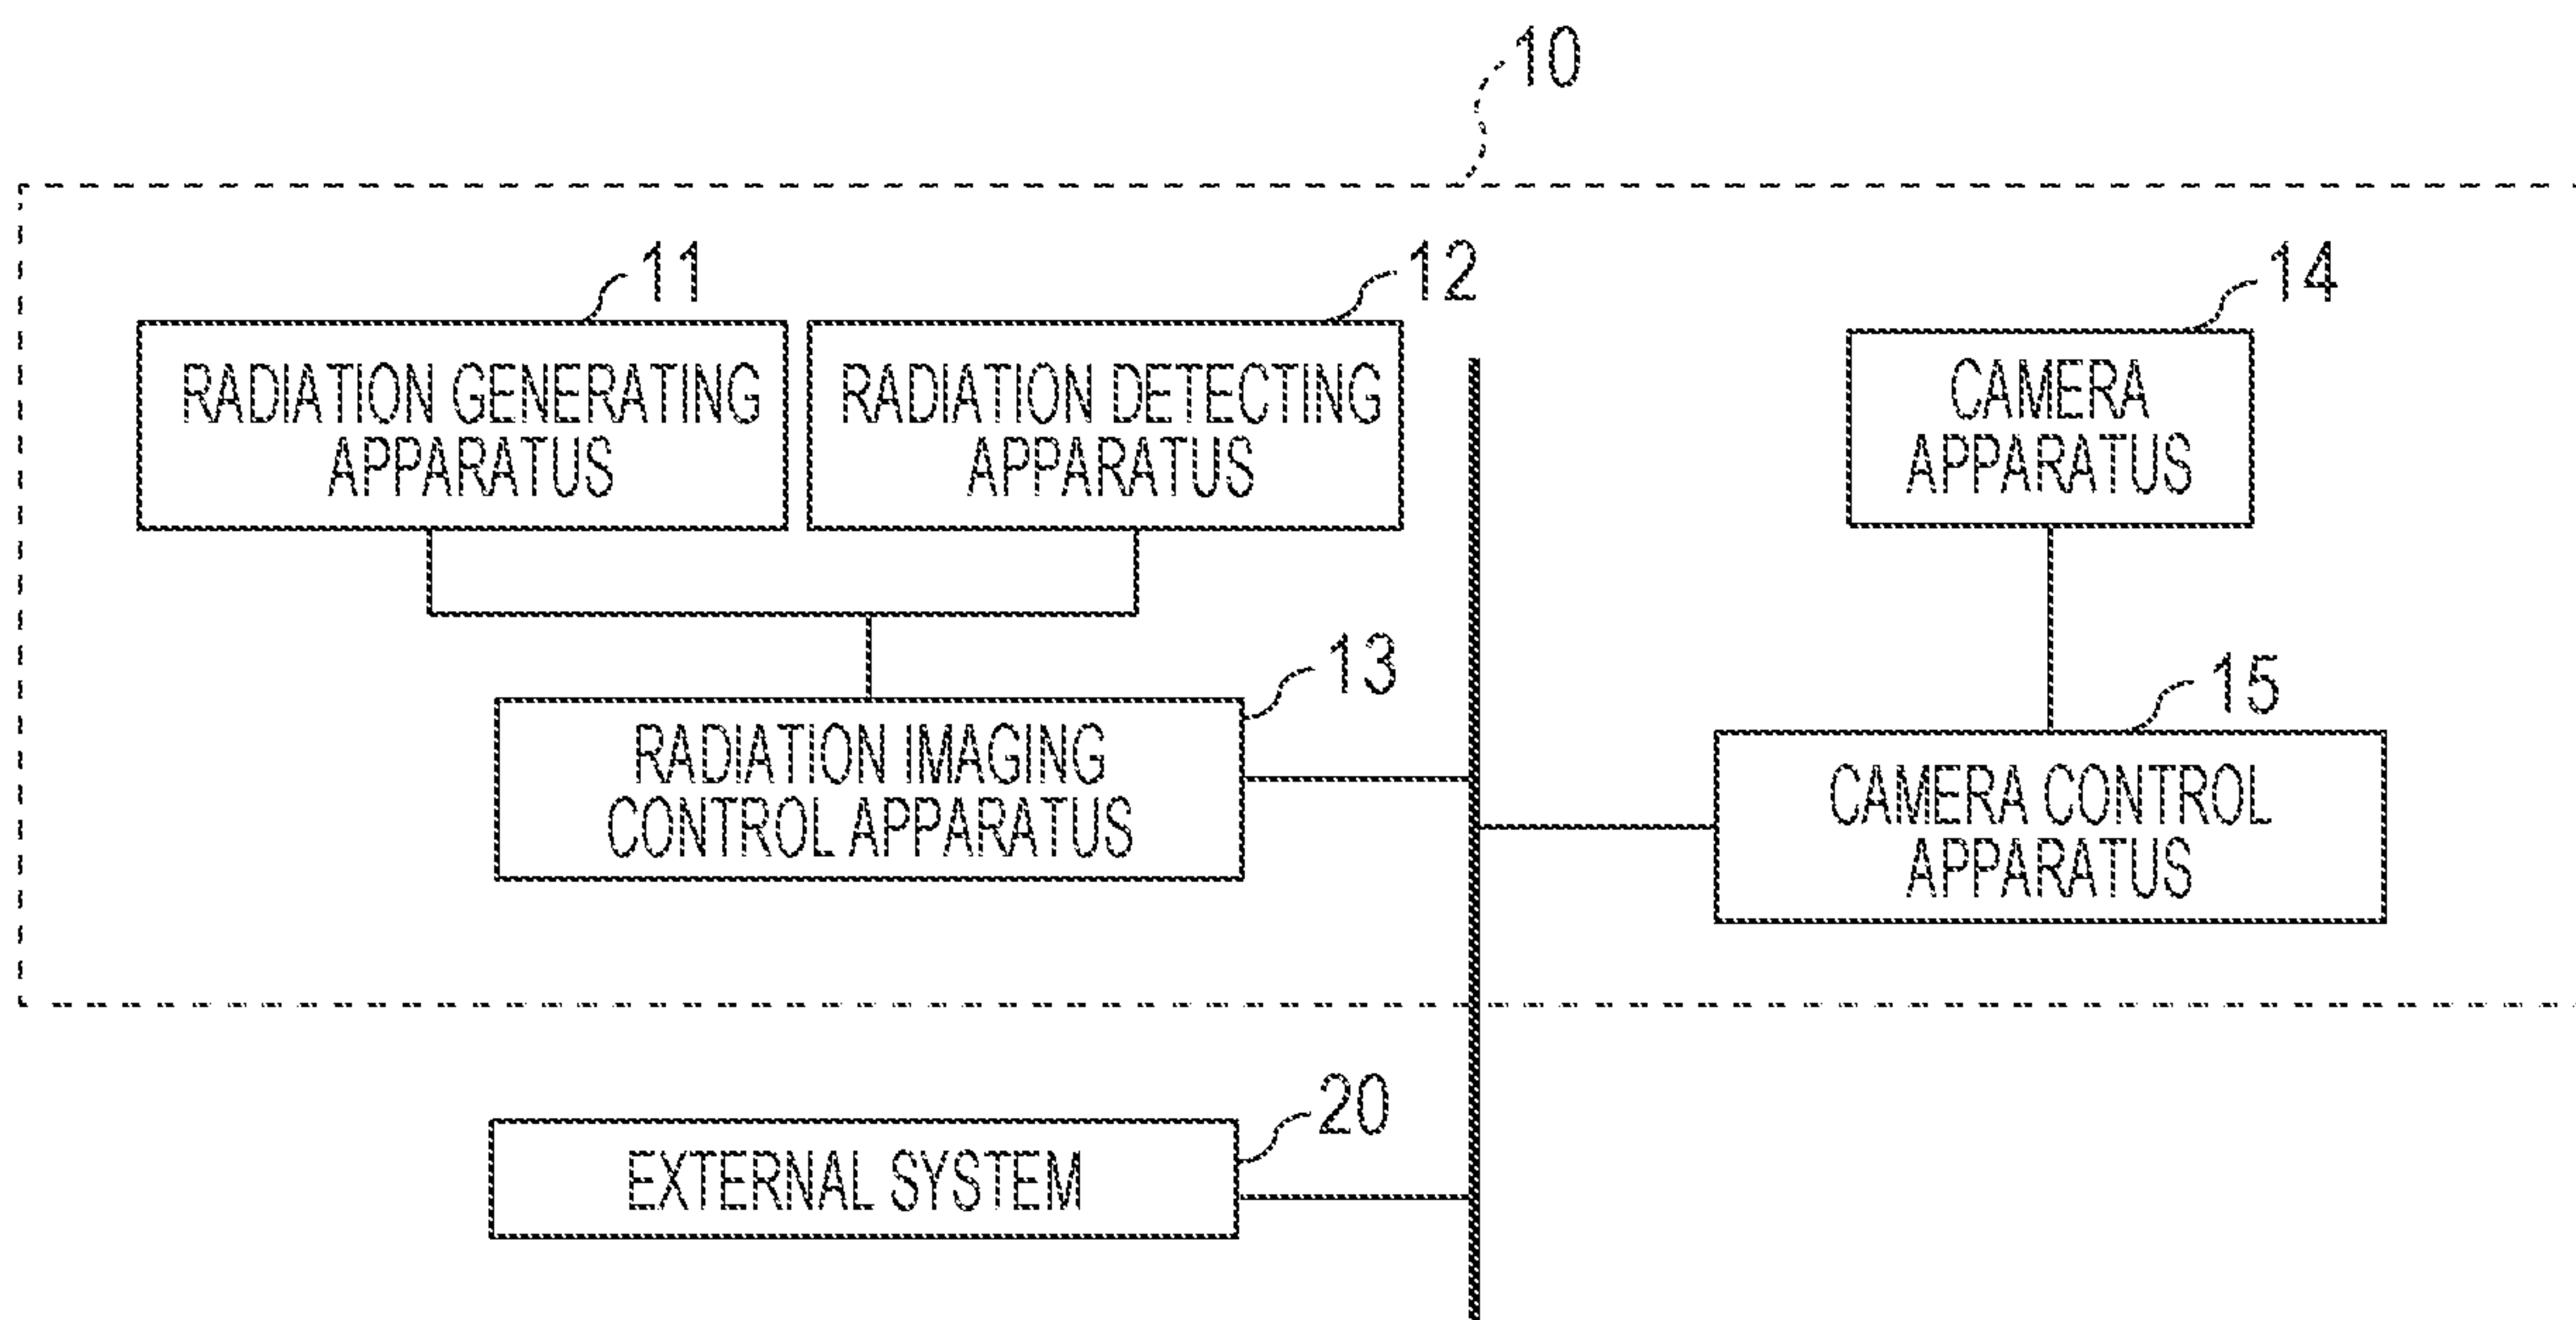 10
11
RADIATION GENERATING
APPARATUS
12
RADIATION DETECTING
APPARATUS
14
CAMERA
APPARATUS
13
RADIATION IMAGING
CONTROL APPARATUS
15
CAMERA CONTROL
APPARATUS
20
EXTERNAL SYSTEM